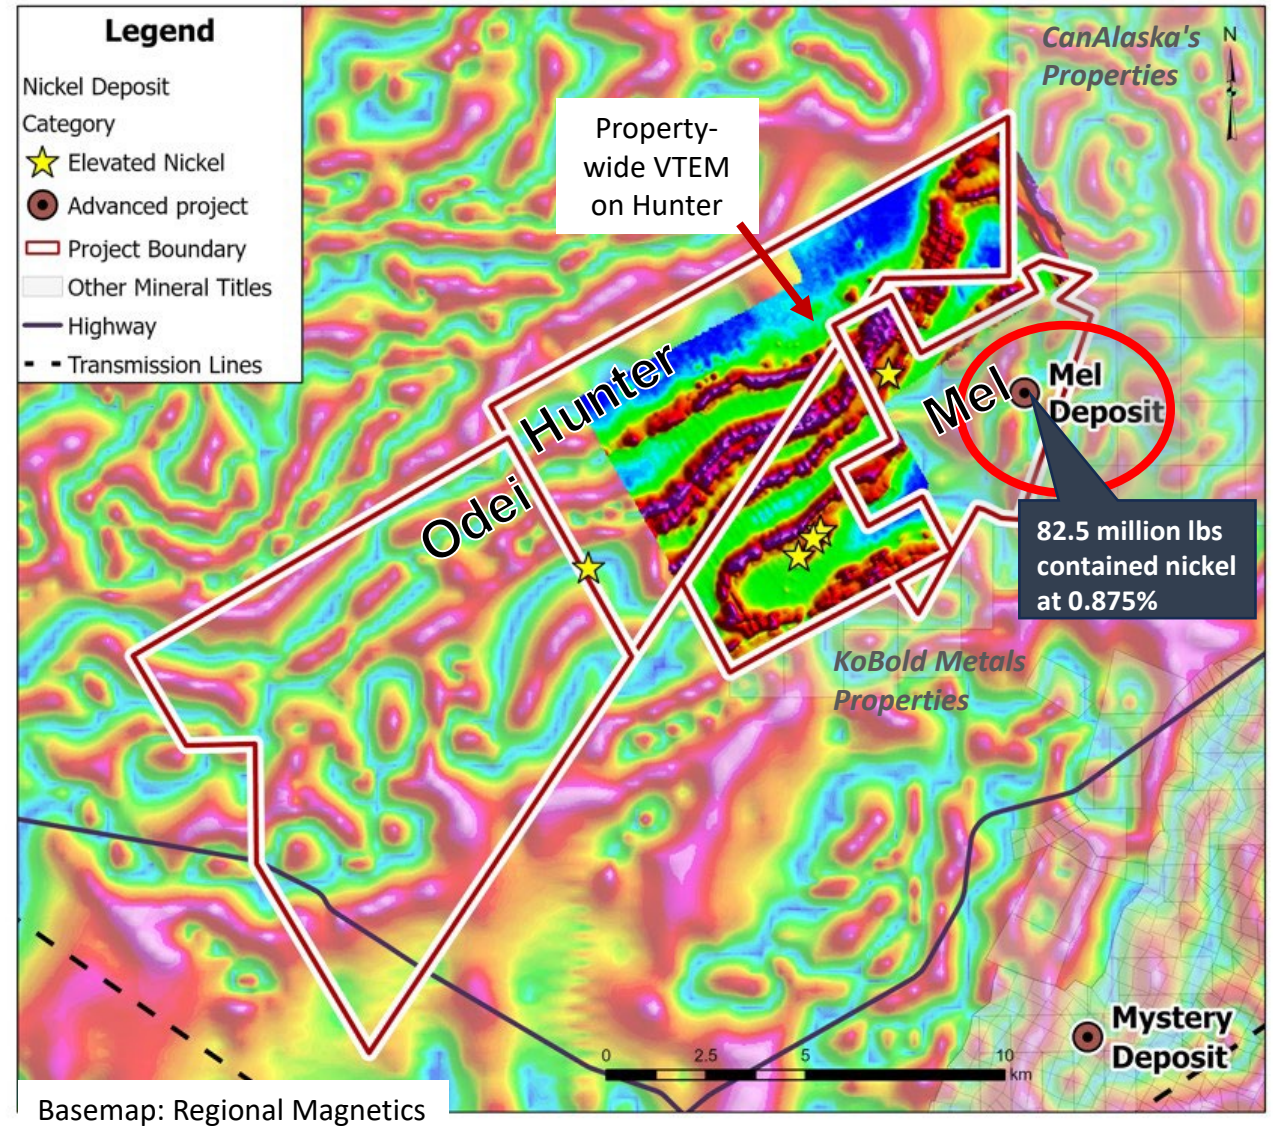 Legend
Nickel Deposit
Category
Elevated Nickel
Advanced project
Project Boundary
Other Mineral Titles
Highway
Transmission Lines
CanAlaska's
Properties
N
Property-
wide VTEM
on Hunter
Hunter
Odei
Mel
Mel
Deposit
82.5 million lbs
contained nickel
at 0.875%
KoBold Metals
Properties
Mystery
Deposit
0 2.5 5 10
km
Basemap: Regional Magnetics